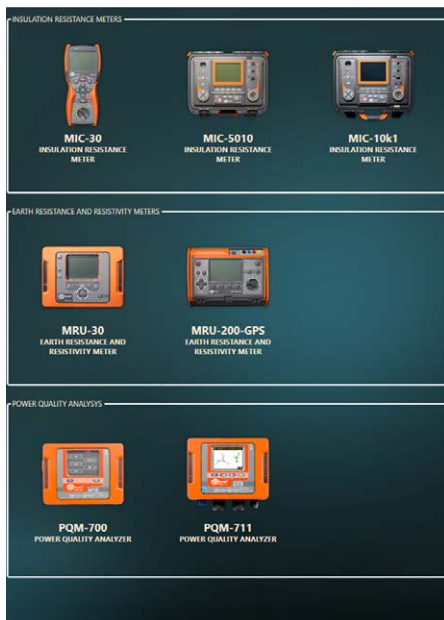 INSULATION RESISTANCE METERS
MIC-30
INSULATION RESISTANCE
METER
MIC-5010
INSULATION RESISTANCE
METER
MIC-10k1
INSULATION RESISTANCE
METER
EARTH RESISTANCE AND RESISTIVITY METERS
MRU-30
EARTH RESISTANCE AND
RESISTIVITY METER
MRU-200-GPS
EARTH RESISTANCE AND
RESISTIVITY METER
POWER QUALITY ANALYSYS
PQM-700
POWER QUALITY ANALYZER
PQM-711
POWER QUALITY ANALYZER